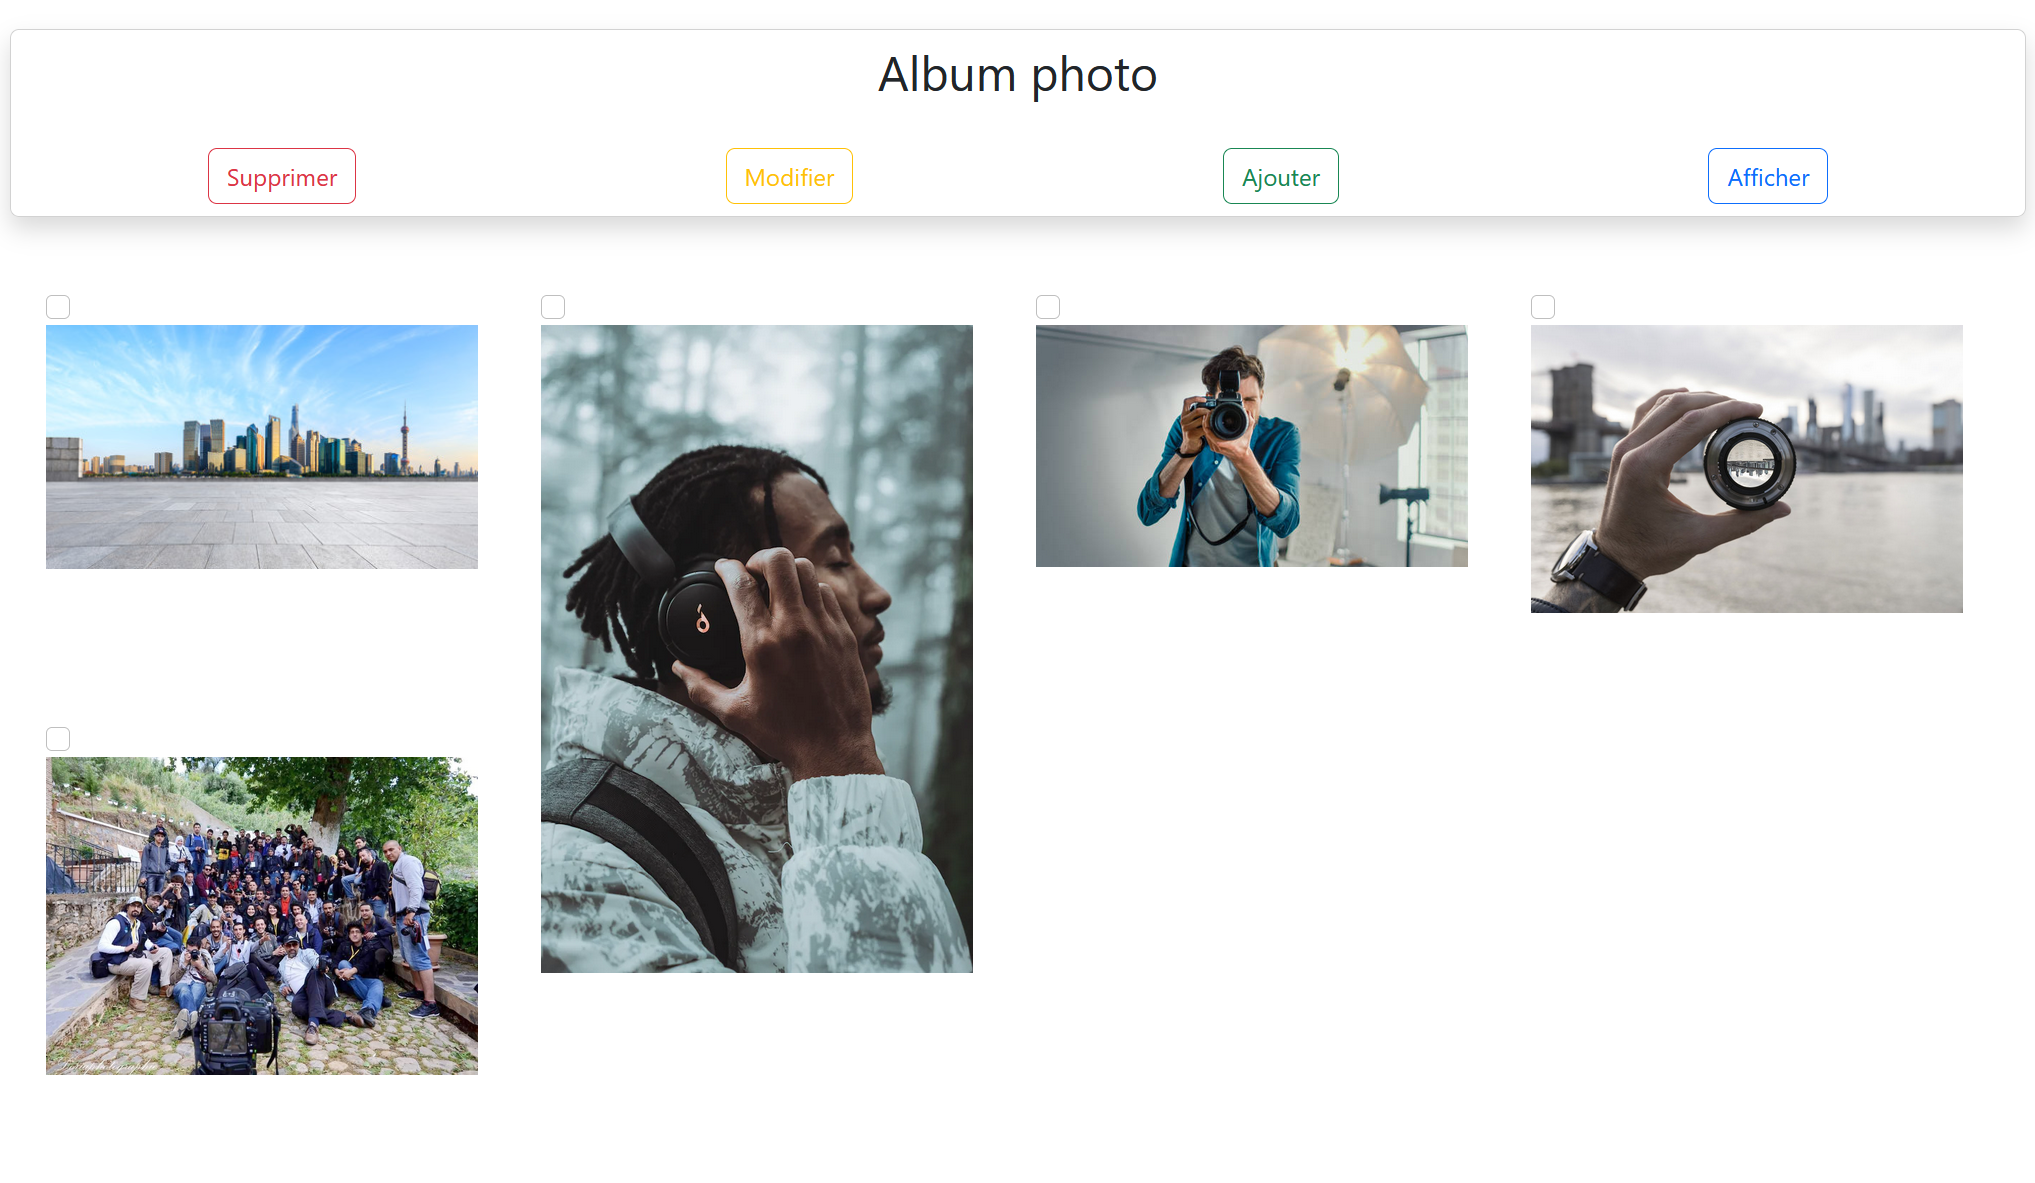 Album photo
Supprimer
Modifier
Ajouter
Afficher